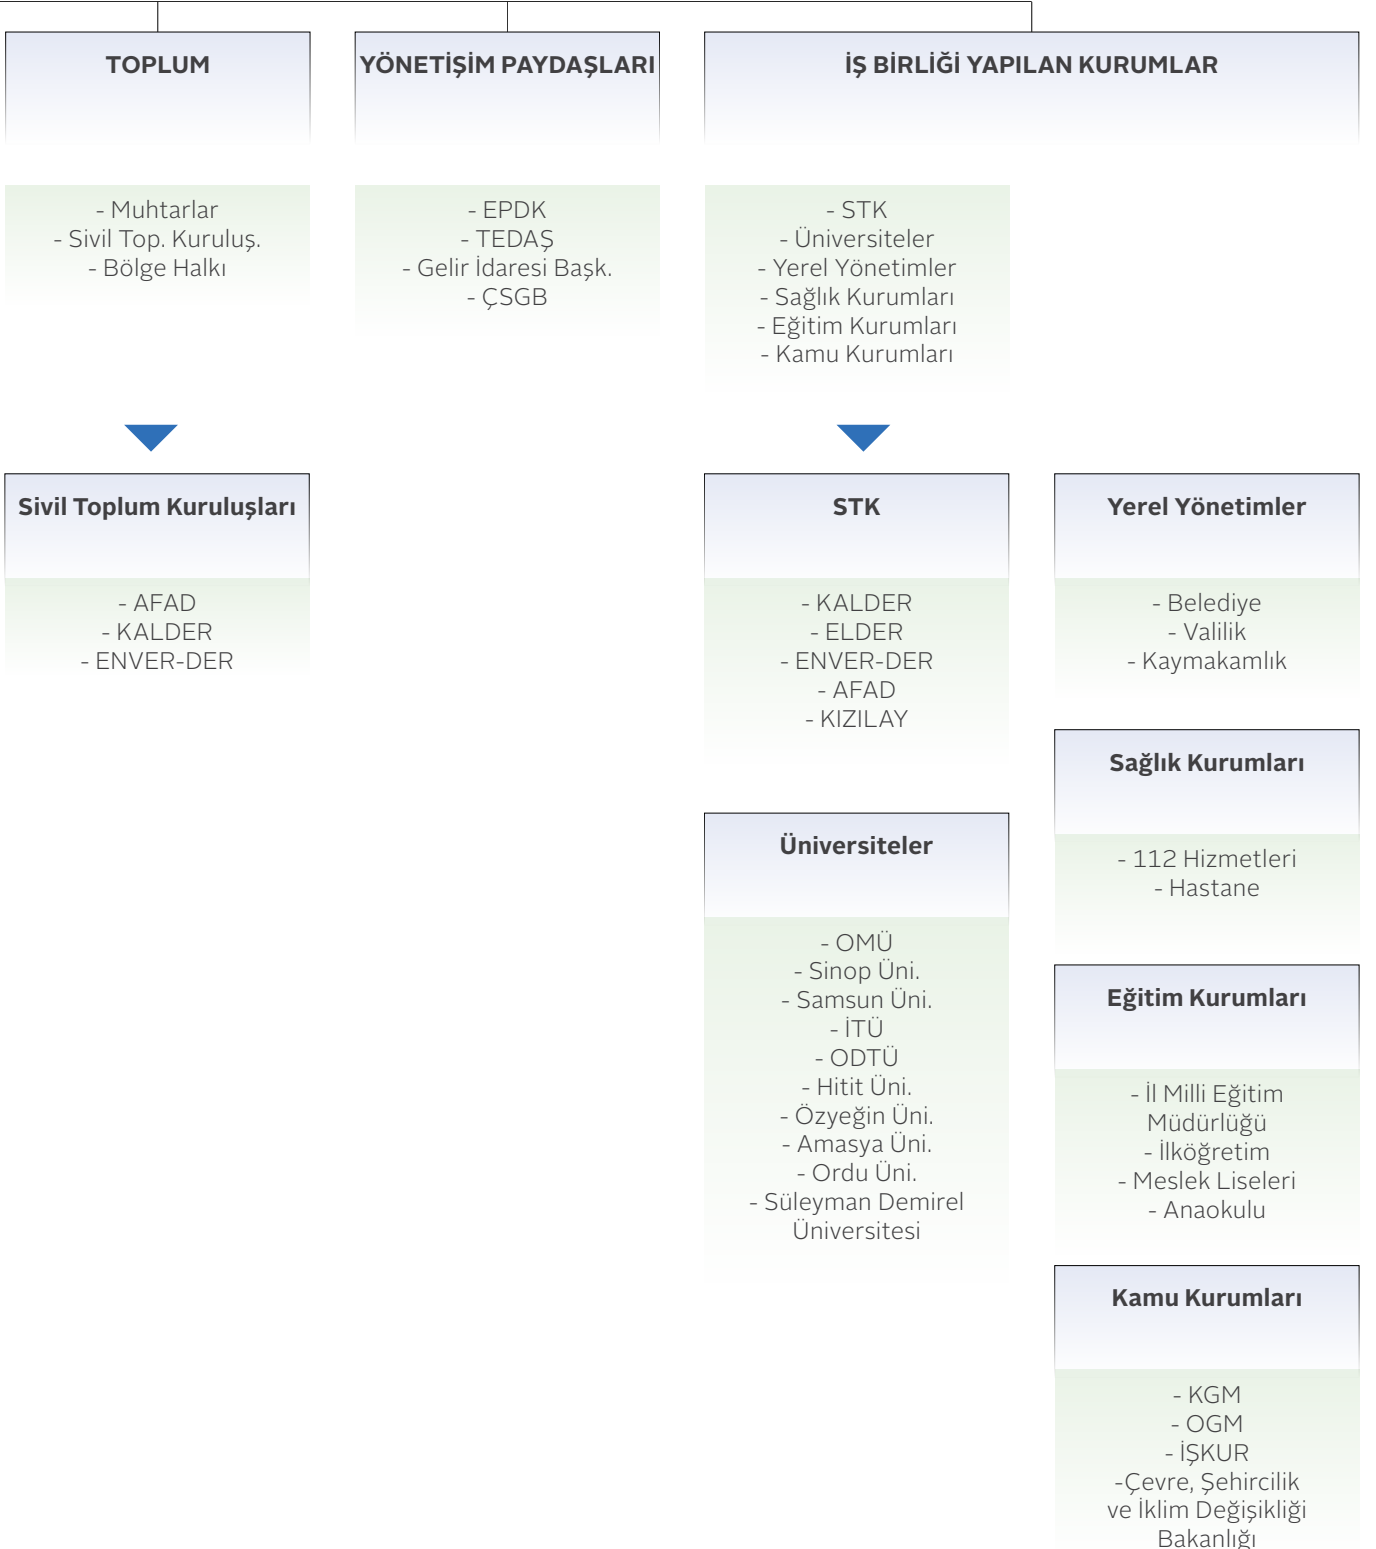 TOPLUM
- Muhtarlar
- Sivil Top. Kuruluş.
- Bölge Halkı
Sivil Toplum Kuruluşları
- AFAD
- KALDER
- ENVER-DER
YÖNETİŞİM PAYDAŞLARI
- EPDK
- TEDAŞ
- Gelir İdaresi Başk.
- ÇSGB
İŞ BİRLİĞİ YAPILAN KURUMLAR
- STK
- Üniversiteler
- Yerel Yönetimler
- Sağlık Kurumları
- Eğitim Kurumları
- Kamu Kurumları
STK
- KALDER
- ELDER
- ENVER-DER
- AFAD
- KIZILAY
Üniversiteler
- OMÜ
- Sinop Üni.
- Samsun Üni.
- İTÜ
- ODTÜ
- Hitit Üni.
- Özyeğin Üni.
- Amasya Üni.
- Ordu Üni.
- Süleyman Demirel
Üniversitesi
Yerel Yönetimler
- Belediye
- Valilik
- Kaymakamlık
Sağlık Kurumları
- 112 Hizmetleri
- Hastane
Eğitim Kurumları
- İl Milli Eğitim
Müdürlüğü
- İlköğretim
- Meslek Liseleri
- Anaokulu
Kamu Kurumları
- KGM
- OGM
- İŞKUR
-Çevre, Şehircilik
ve İklim Değişikliği
Bakanlığı